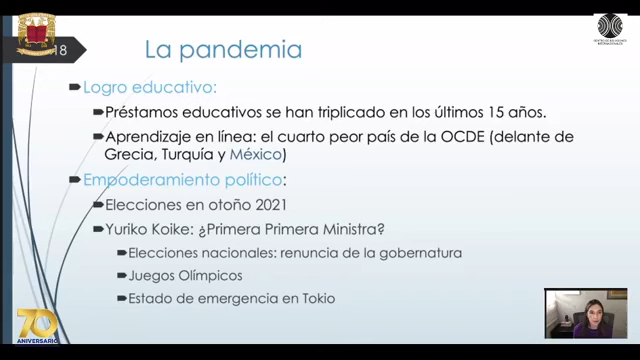 18
La pandemia
Logro educativo:
Préstamos educativos se han triplicado en los últimos 15 años.
Aprendizaje en línea: el cuarto peor país de la OCDE (delante de
Grecia, Turquía y México)
Empoderamiento político:
Elecciones en otoño 2021
Yuriko Koike: ¿Primera Primera Ministra?
Elecciones nacionales: renuncia de la gobernatura
Juegos Olímpicos
Estado de emergencia en Tokio
70
ANIVERSARIO